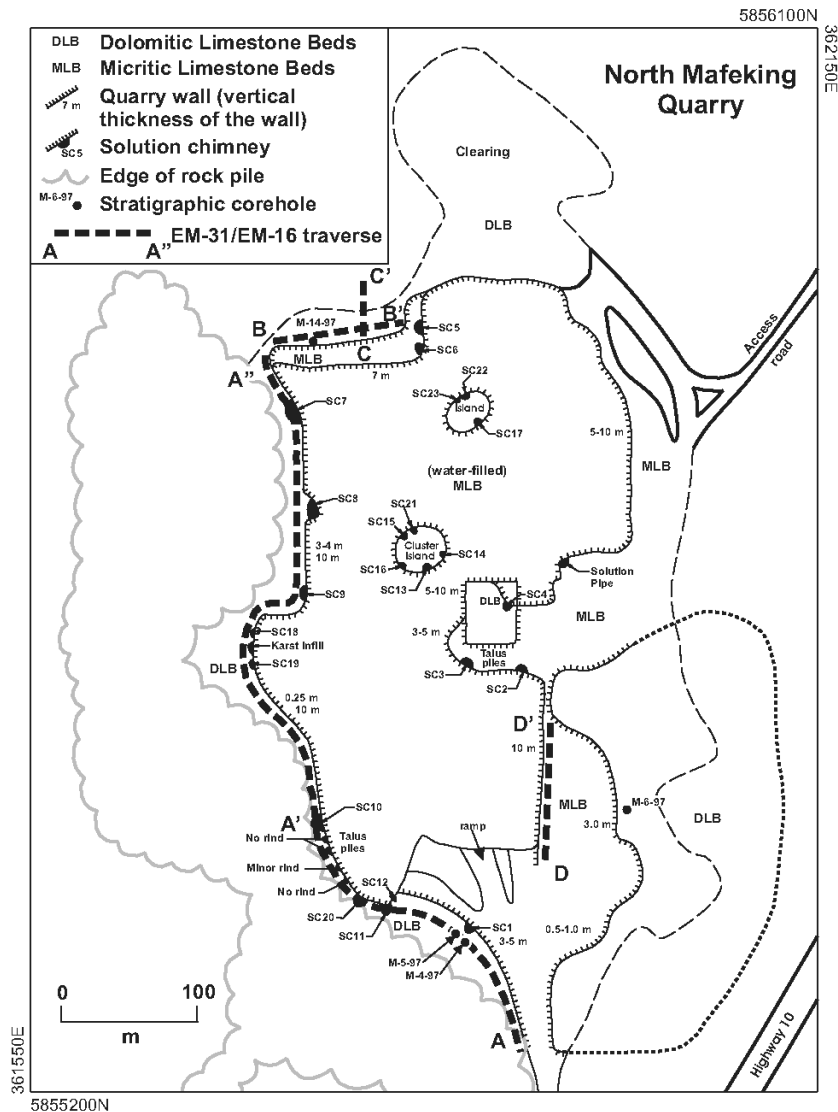 5856100N
362150E
DLB Dolomitic Limestone Beds
MLB Micritic Limestone Beds
7 m Quarry wall (vertical
thickness of the wall)
SC5 Solution chimney
Edge of rock pile
M-6-97 Stratigraphic corehole
A A" EM-31/EM-16 traverse
North Mafeking
Quarry
Clearing
DLB
C'
B
M-14-97
B'
SC5
MLB
C
SC6
A"
7 m
Access
road
SC22
SC23
Island
SC7
SC17
5-10 m
(water-filled)
MLB
MLB
SC8
SC21
SC15
Cluster
Island
SC14
3-4 m
10 m
SC16
SC13
Solution
Pipe
SC9
5-10 m
DLB
SC4
MLB
SC18
Karst Infill
SC19
DLB
3-5 m
Talus
piles
SC3
SC2
0.25 m
10 m
D'
10 m
MLB
M-6-97
3.0 m
DLB
SC10
A'
No rind
Talus
piles
ramp
Minor rind
No rind
D
SC12
SC20
SC11
DLB
SC1
3-5 m
0.5-1.0 m
M-5-97
M-4-97
0 100
m
A
Highway 10
361550E
5855200N